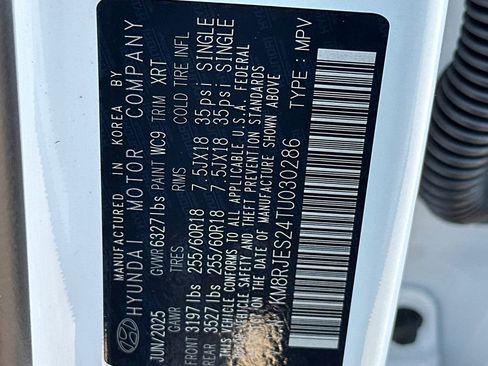 MANUFACTURED IN KOREA BY
HYUNDAI MOTOR COMPANY
JUN/2025 GVWR 6327lbs PAINT WC9 TRIM XRT
GAWR TIRES RMS COLD TIRE INFL
FRONT 3197lbs 255/60R18 7.5JX18 35psi SINGLE
REAR 3527lbs 255/60R18 7.5JX18 35psi SINGLE
THIS VEHICLE CONFORMS TO ALL APPLICABLE U.S.A. FEDERAL
MOTOR VEHICLE SAFETY AND THEFT PREVENTION STANDARDS
IN EFFECT ON THE DATE OF MANUFACTURE SHOWN ABOVE
KM8RJES24TU030286 TYPE: MPV